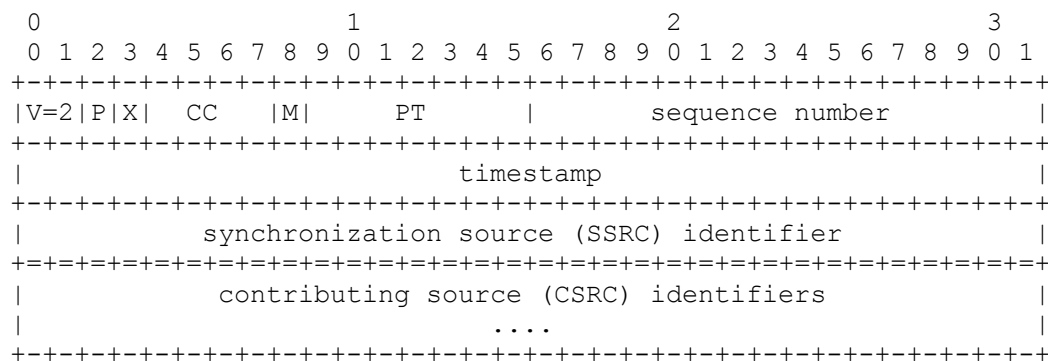 0                   1                   2                   3
 0 1 2 3 4 5 6 7 8 9 0 1 2 3 4 5 6 7 8 9 0 1 2 3 4 5 6 7 8 9 0 1
+-+-+-+-+-+-+-+-+-+-+-+-+-+-+-+-+-+-+-+-+-+-+-+-+-+-+-+-+-+-+-+-+
|V=2|P|X|  CC   |M|     PT      |       sequence number         |
+-+-+-+-+-+-+-+-+-+-+-+-+-+-+-+-+-+-+-+-+-+-+-+-+-+-+-+-+-+-+-+-+
|                           timestamp                           |
+-+-+-+-+-+-+-+-+-+-+-+-+-+-+-+-+-+-+-+-+-+-+-+-+-+-+-+-+-+-+-+-+
|           synchronization source (SSRC) identifier            |
+=+=+=+=+=+=+=+=+=+=+=+=+=+=+=+=+=+=+=+=+=+=+=+=+=+=+=+=+=+=+=+=+
|            contributing source (CSRC) identifiers             |
|                             ....                              |
+-+-+-+-+-+-+-+-+-+-+-+-+-+-+-+-+-+-+-+-+-+-+-+-+-+-+-+-+-+-+-+-+